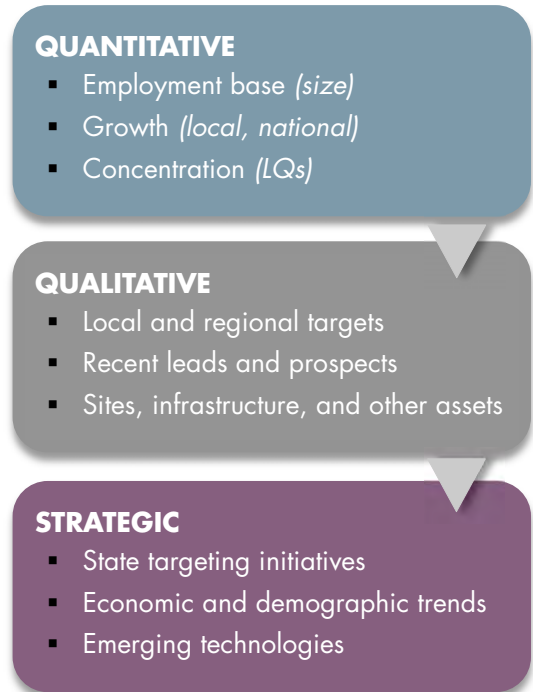 QUANTITATIVE
▪ Employment base (size)
▪ Growth (local, national)
▪ Concentration (LQs)
QUALITATIVE
▪ Local and regional targets
▪ Recent leads and prospects
▪ Sites, infrastructure, and other assets
STRATEGIC
▪ State targeting initiatives
▪ Economic and demographic trends
▪ Emerging technologies